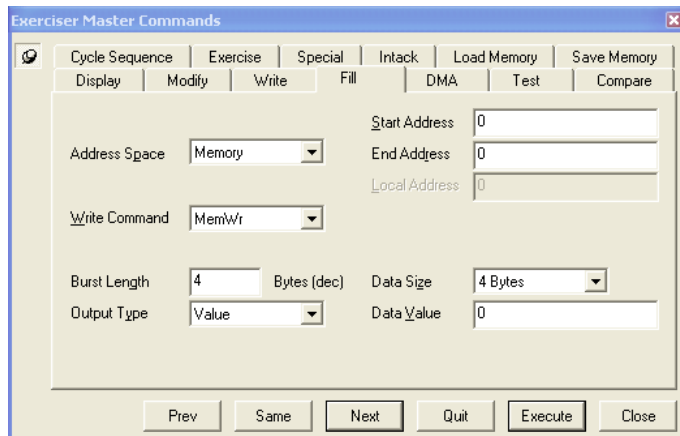 Exerciser Master Commands
Cycle Sequence Exercise Special Intack Load Memory Save Memory
Display Modify Write Fill DMA Test Compare
Start Address 0
Address Space Memory End Address 0
Local Address 0
Write Command MemWr
Burst Length 4 Bytes (dec) Data Size 4 Bytes
Output Type Value Data Value 0
Prev Same Next Quit Execute Close